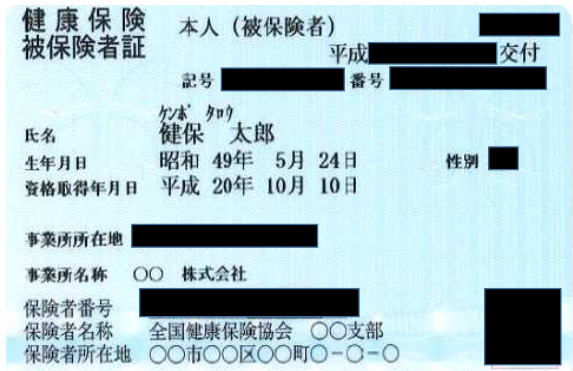 健康保険 本人（被保険者）
被保険者証
平成 交付
記号 番号
ｹﾝﾎﾟ ﾀﾛｳ
氏名 健保 太郎
生年月日 昭和 49年 5月 24日 性別
資格取得年月日 平成 20年 10月 10日
事業所所在地
事業所名称 〇〇 株式会社
保険者番号
保険者名称 全国健康保険協会 〇〇支部
保険者所在地 〇〇市〇〇区〇〇町〇－〇－〇